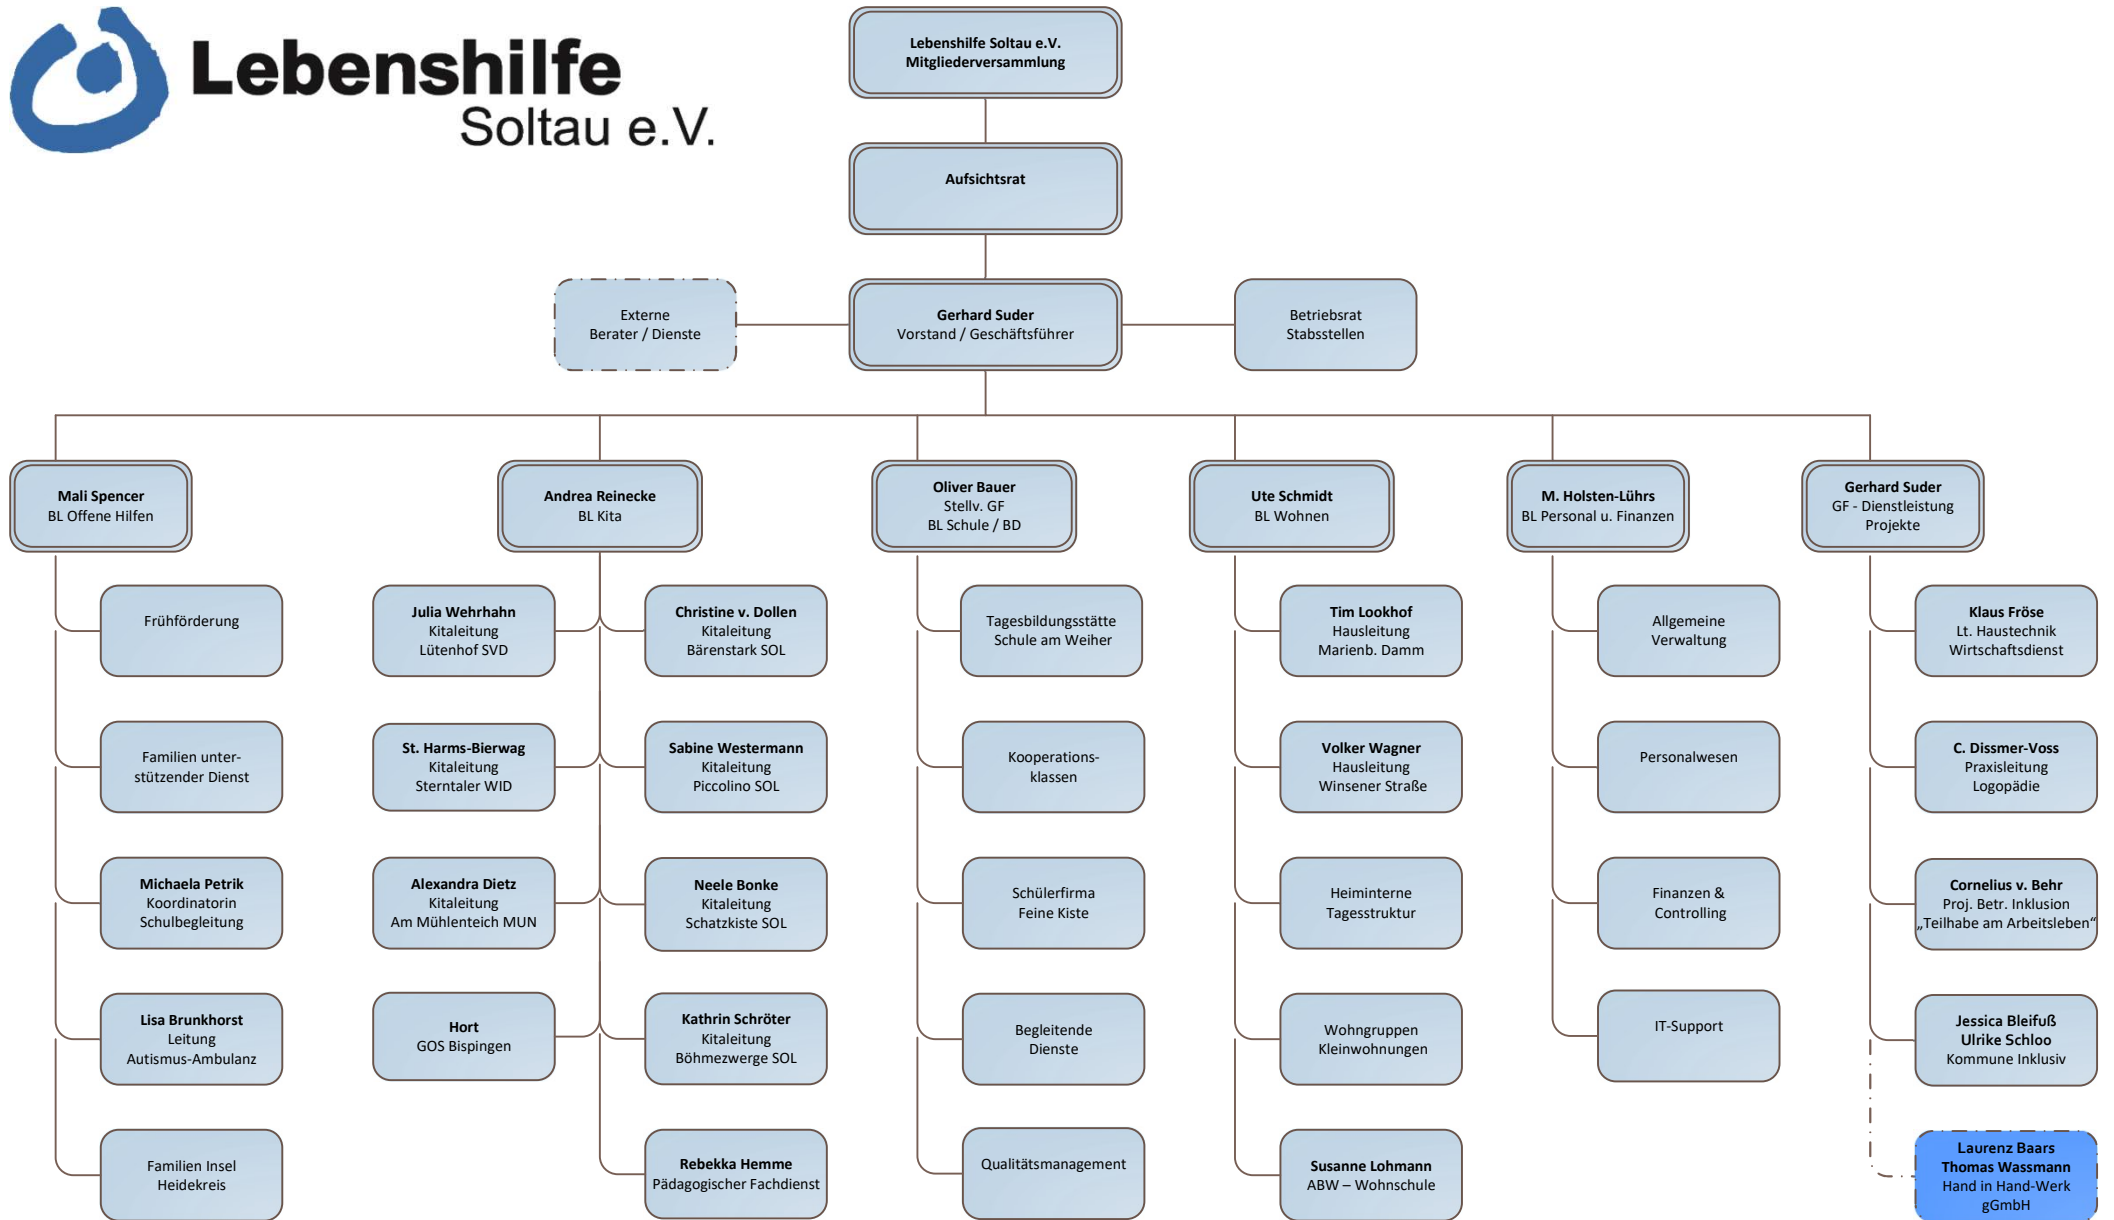 Lebenshilfe
Soltau e.V.
Lebenshilfe Soltau e.V.
Mitgliederversammlung
Aufsichtsrat
Externe
Berater / Dienste
Gerhard Suder
Vorstand / Geschäftsführer
Betriebsrat
Stabsstellen
Mali Spencer
BL Offene Hilfen
Andrea Reinecke
BL Kita
Oliver Bauer
Stellv. GF
BL Schule / BD
Ute Schmidt
BL Wohnen
M. Holsten-Lührs
BL Personal u. Finanzen
Gerhard Suder
GF - Dienstleistung
Projekte
Frühförderung
Familien unter-
stützender Dienst
Michaela Petrik
Koordinatorin
Schulbegleitung
Lisa Brunkhorst
Leitung
Autismus-Ambulanz
Familien Insel
Heidekreis
Julia Wehrhahn
Kitaleitung
Lütenhof SVD
St. Harms-Bierwag
Kitaleitung
Sterntaler WID
Alexandra Dietz
Kitaleitung
Am Mühlenteich MUN
Hort
GOS Bispingen
Christine v. Dollen
Kitaleitung
Bärenstark SOL
Sabine Westermann
Kitaleitung
Piccolino SOL
Neele Bonke
Kitaleitung
Schatzkiste SOL
Kathrin Schröter
Kitaleitung
Böhmezwerge SOL
Rebekka Hemme
Pädagogischer Fachdienst
Tagesbildungsstätte
Schule am Weiher
Kooperations-
klassen
Schülerfirma
Feine Kiste
Begleitende
Dienste
Qualitätsmanagement
Tim Lookhof
Hausleitung
Marienb. Damm
Volker Wagner
Hausleitung
Winsener Straße
Heiminterne
Tagesstruktur
Wohngruppen
Kleinwohnungen
Susanne Lohmann
ABW – Wohnschule
Allgemeine
Verwaltung
Personalwesen
Finanzen &
Controlling
IT-Support
Klaus Fröse
Lt. Haustechnik
Wirtschaftsdienst
C. Dissmer-Voss
Praxisleitung
Logopädie
Cornelius v. Behr
Proj. Betr. Inklusion
„Teilhabe am Arbeitsleben“
Jessica Bleifuß
Ulrike Schloo
Kommune Inklusiv
Laurenz Baars
Thomas Wassmann
Hand in Hand-Werk
gGmbH